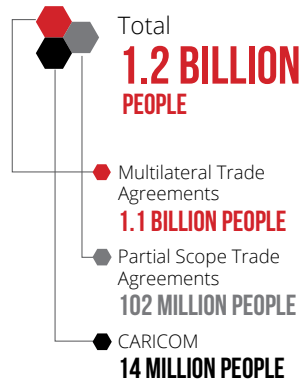 Total
1.2 BILLION
PEOPLE
Multilateral Trade
Agreements
1.1 BILLION PEOPLE
Partial Scope Trade
Agreements
102 MILLION PEOPLE
CARICOM
14 MILLION PEOPLE